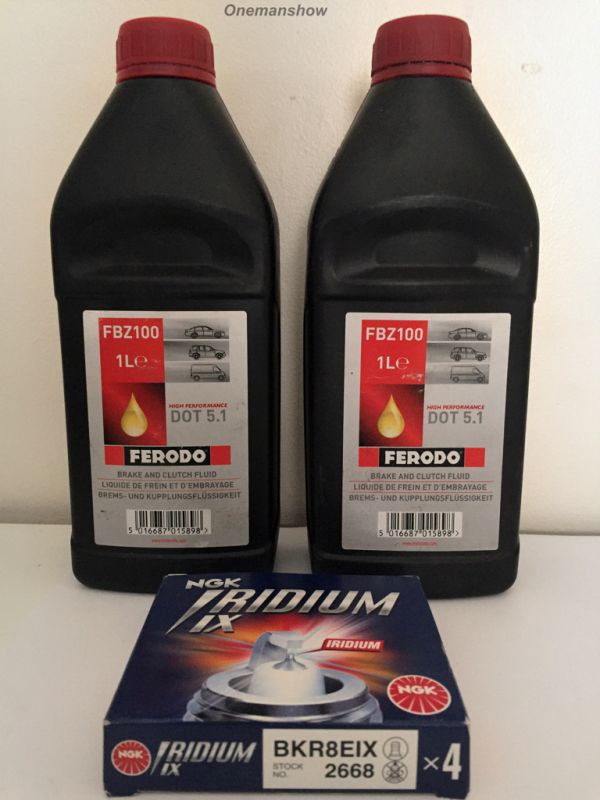 Onemanshow
FBZ100
1Le
HIGH PERFORMANCE
DOT 5.1
FERODO
BRAKE AND CLUTCH FLUID
LIQUIDE DE FREIN ET D'EMBRAYAGE
BREMS- UND KUPPLUNGSFLÜSSIGKEIT
5 016687 015898 >
FBZ100
1Le
HIGH PERFORMANCE
DOT 5.1
FERODO
BRAKE AND CLUTCH FLUID
LIQUIDE DE FREIN ET D'EMBRAYAGE
BREMS- UND KUPPLUNGSFLÜSSIGKEIT
5 016687 015898 >
NGK
IRIDIUM
IX
IRIDIUM
NGK
NGK
IRIDIUM
IX
BKR8EIX
STOCK
NO. 2668
×4